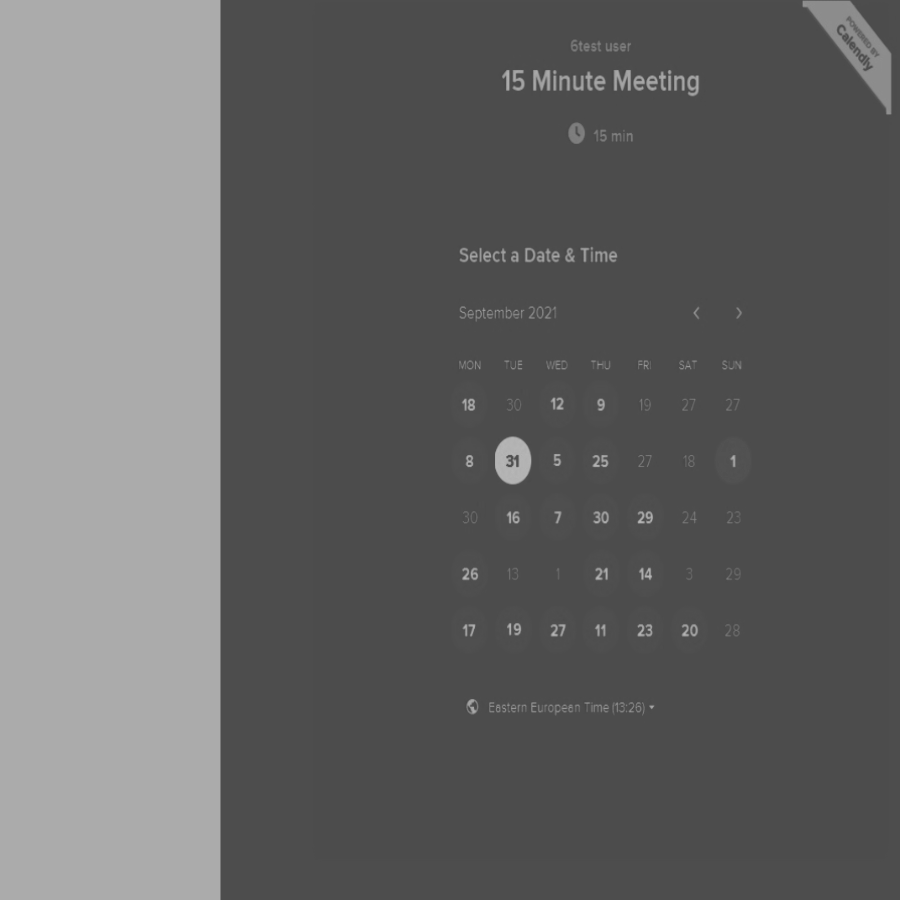 POWERED BY
Calendly
6test user
15 Minute Meeting
15 min
Select a Date & Time
September 2021
MON TUE WED THU FRI SAT SUN
18 30 12 9 19 27 27
8 31 5 25 27 18 1
30 16 7 30 29 24 23
26 13 1 21 14 3 29
17 19 27 11 23 20 28
Eastern European Time (13:26)